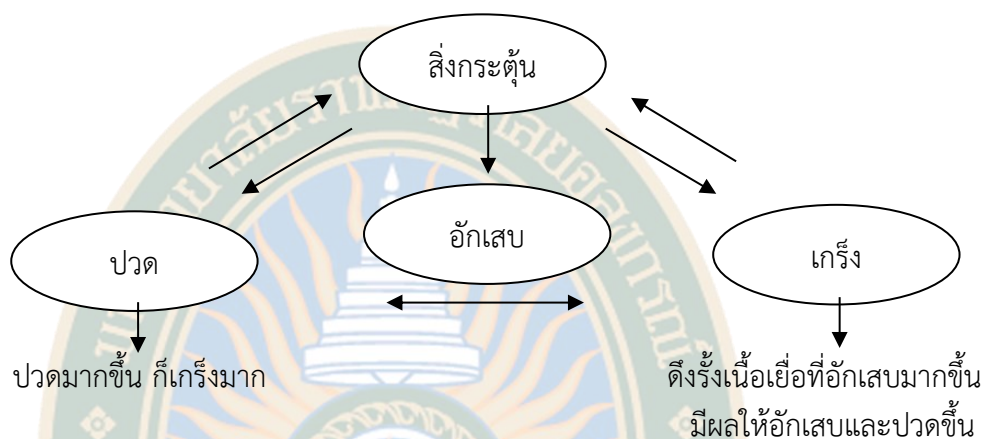 สิ่งกระตุ้น
ปวด
อักเสบ
เกร็ง
ปวดมากขึ้น ก็เกร็งมาก
ดึงรั้งเนื้อเยื่อที่อักเสบมากขึ้น
มีผลให้อักเสบและปวดขึ้น